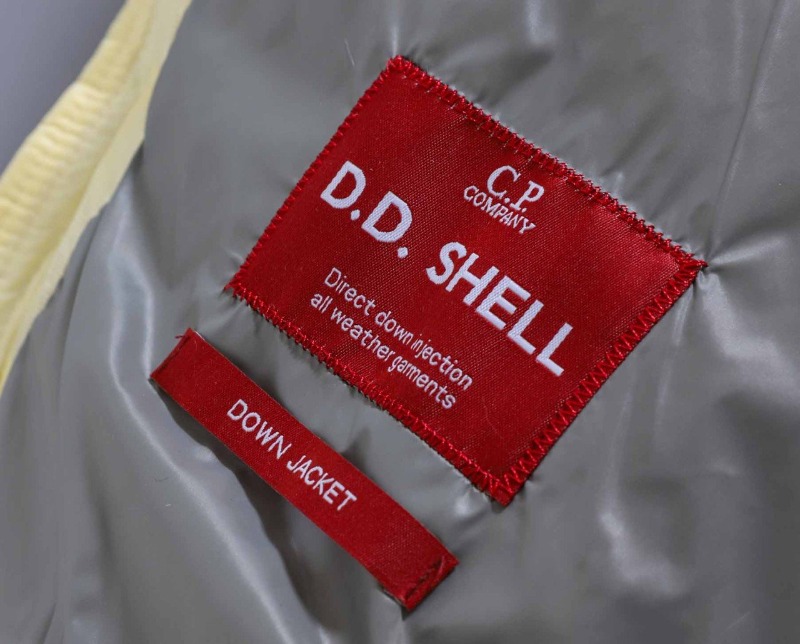 C.P.
COMPANY
D.D. SHELL
Direct down injection
all weather garments
DOWN JACKET